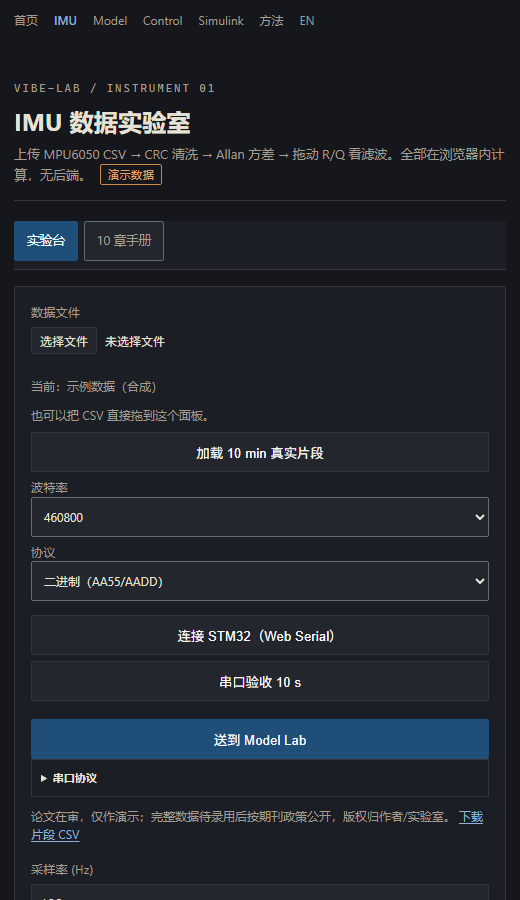 首页 IMU Model Control Simulink 方法 EN
VIBE-LAB / INSTRUMENT 01
IMU 数据实验室
上传 MPU6050 CSV → CRC 清洗 → Allan 方差 → 拖动 R/Q 看滤波。全部在浏览器内计
算，无后端。 演示数据
实验台 10 章手册
数据文件
选择文件 未选择文件
当前：示例数据（合成）
也可以把 CSV 直接拖到这个面板。
加载 10 min 真实片段
波特率
460800
协议
二进制（AA55/AADD）
连接 STM32（Web Serial）
串口验收 10 s
送到 Model Lab
▶ 串口协议
论文在审，仅作演示；完整数据待录用后按期刊政策公开，版权归作者/实验室。 下载
片段 CSV
采样率 (Hz)